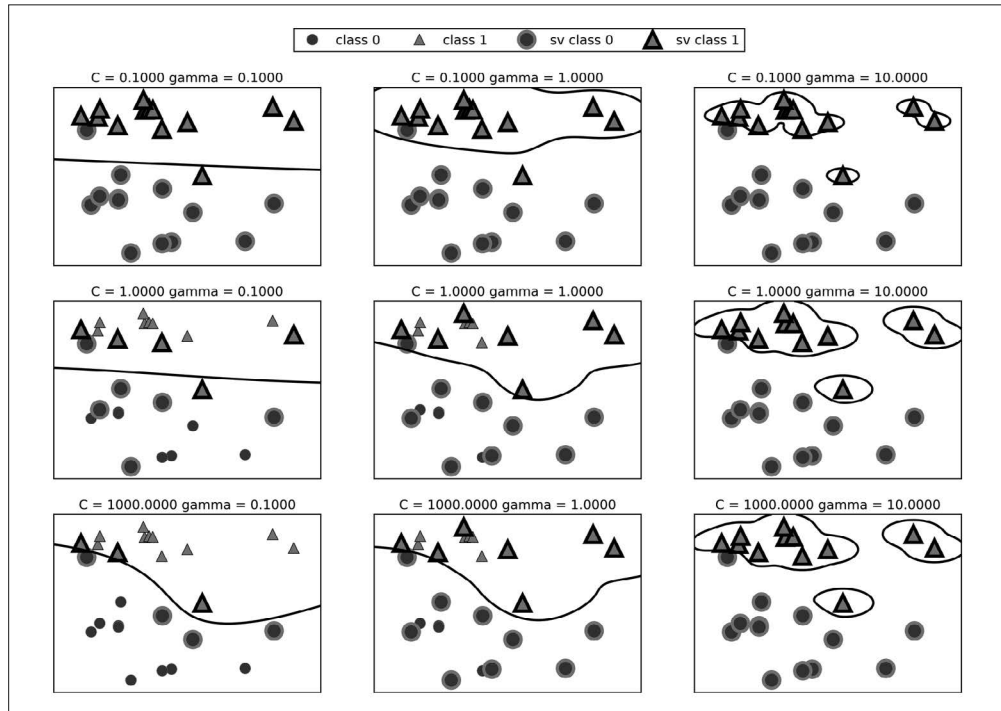 class 0 class 1 sv class 0 sv class 1
C = 0.1000 gamma = 0.1000 C = 0.1000 gamma = 1.0000 C = 0.1000 gamma = 10.0000
C = 1.0000 gamma = 0.1000 C = 1.0000 gamma = 1.0000 C = 1.0000 gamma = 10.0000
C = 1000.0000 gamma = 0.1000 C = 1000.0000 gamma = 1.0000 C = 1000.0000 gamma = 10.0000